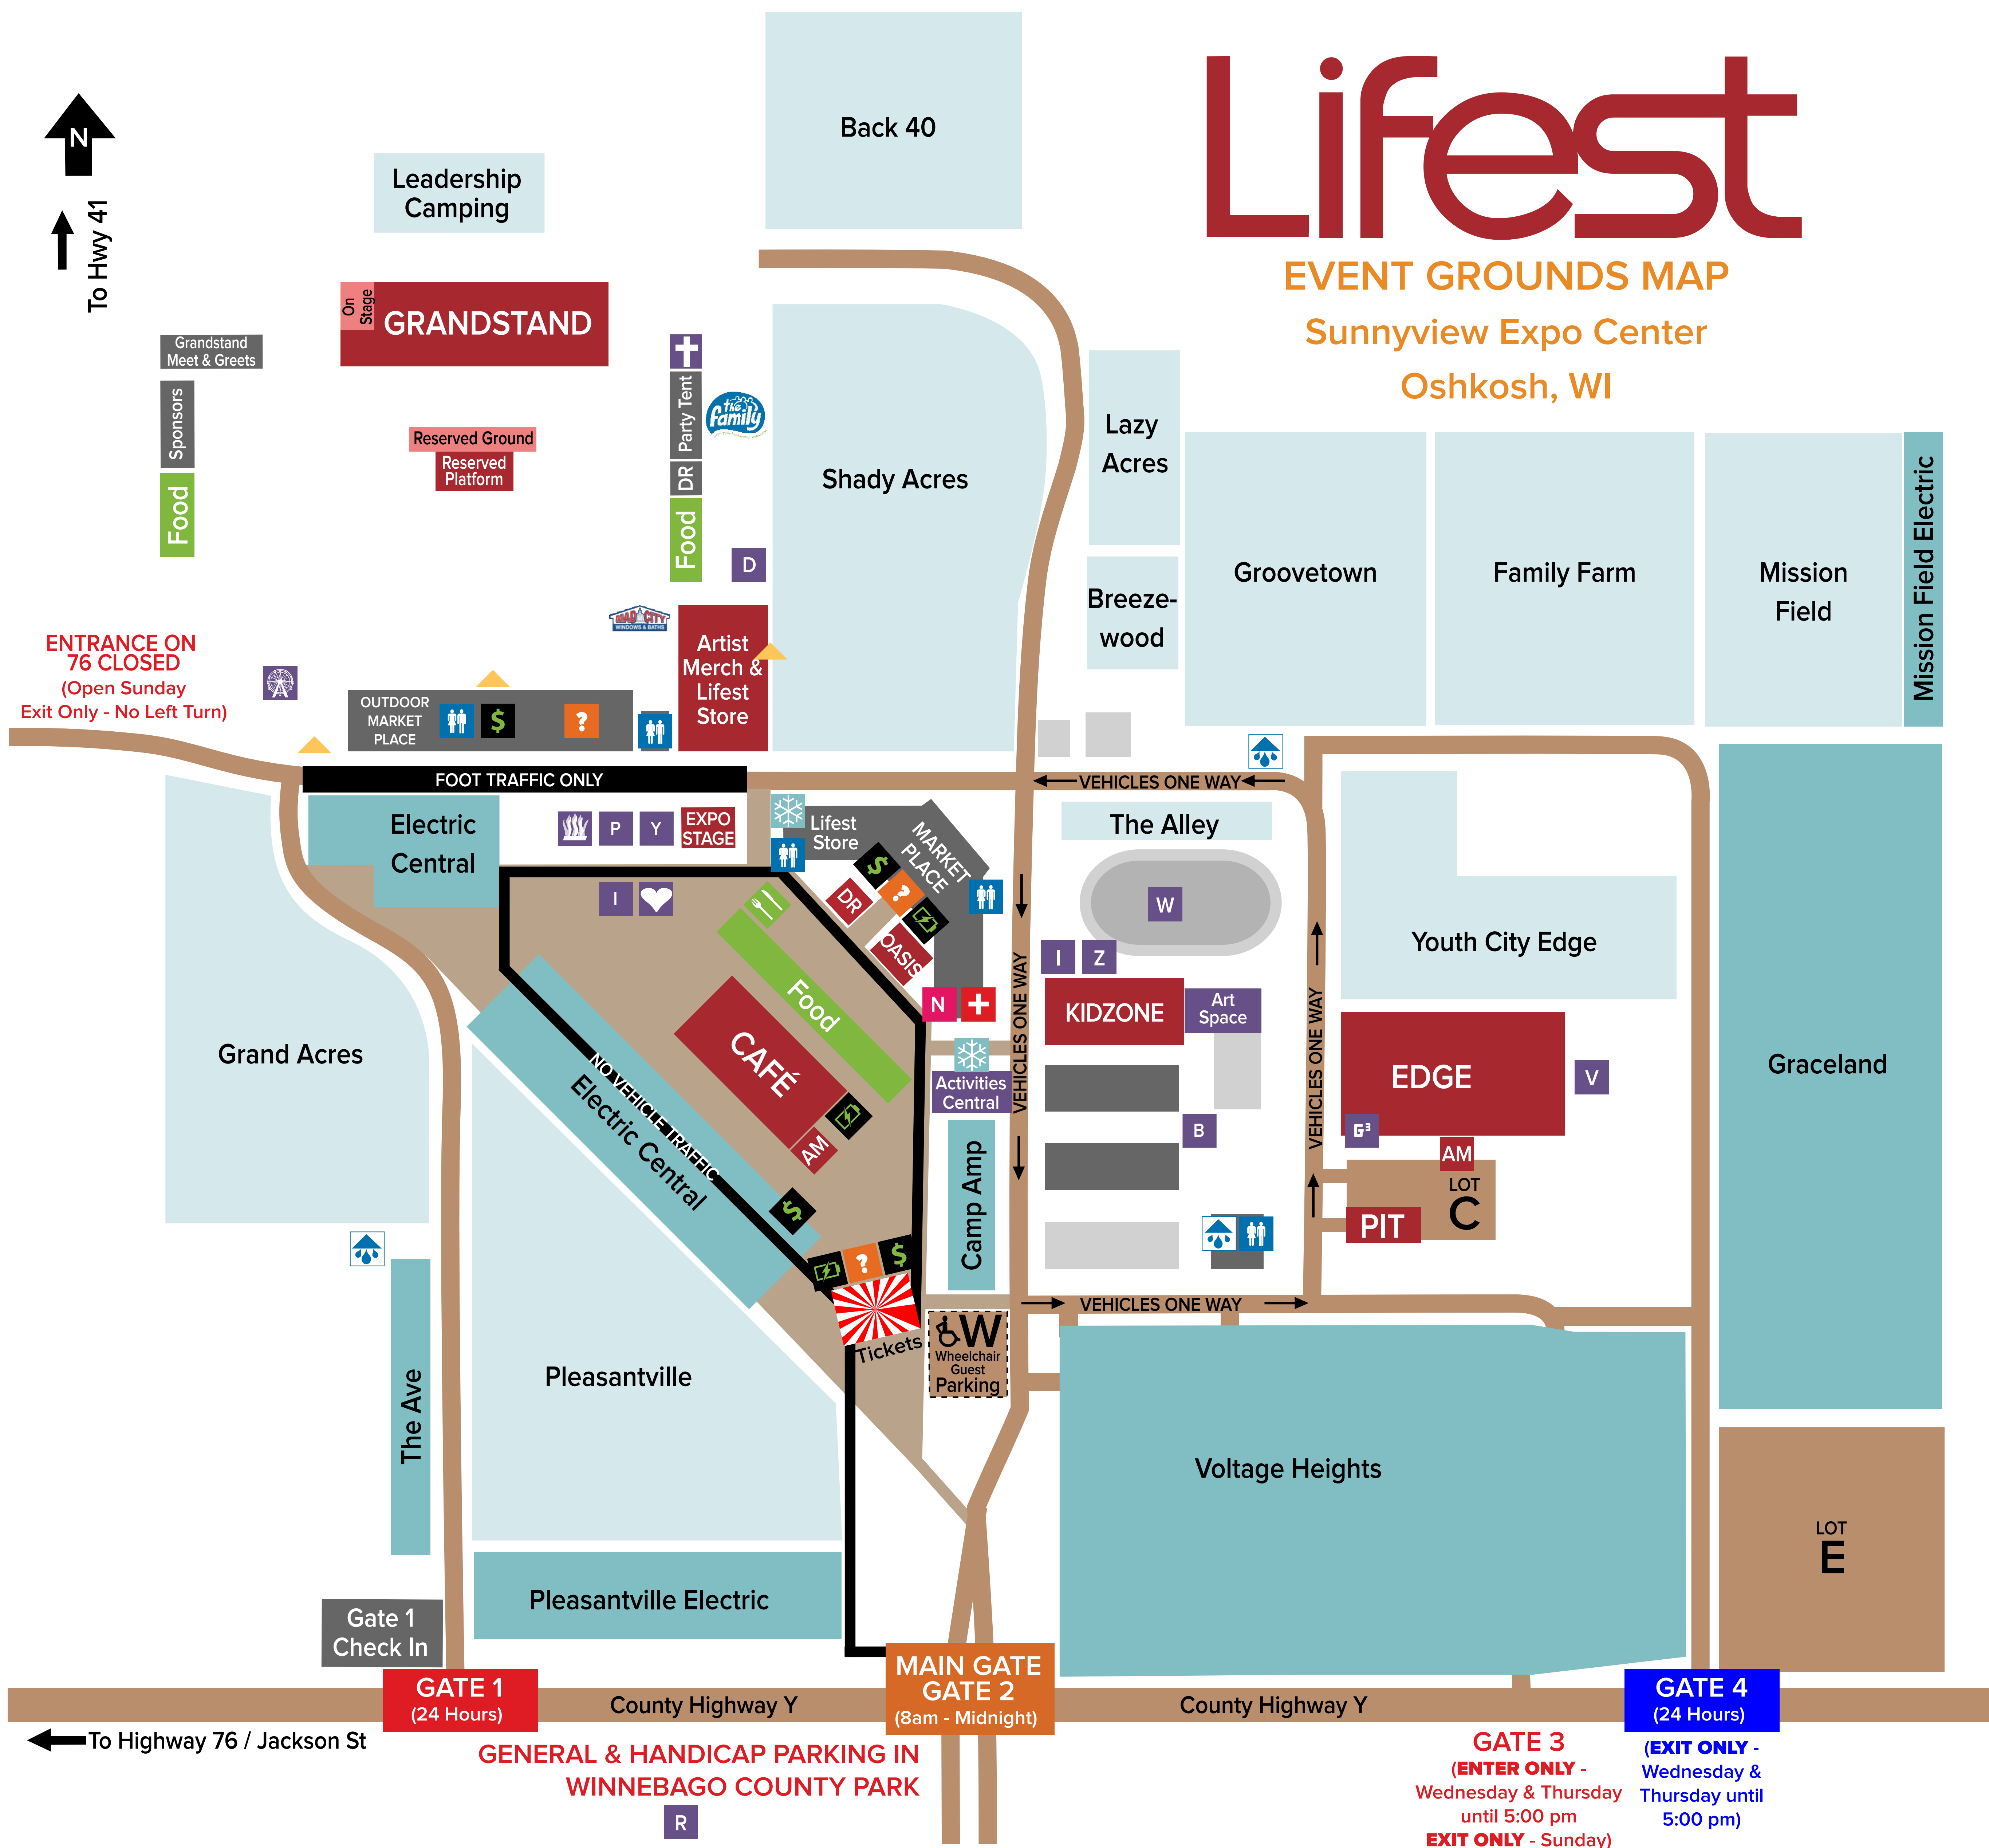 Lifest
EVENT GROUNDS MAP
Sunnyview Expo Center
Oshkosh, WI
N
To Hwy 41
Back 40
Leadership
Camping
On
Stage
GRANDSTAND
Grandstand
Meet & Greets
Sponsors
Food
Reserved Ground
Reserved
Platform
Party Tent
the
family
DR
Food
D
Shady Acres
Lazy
Acres
Breeze-
wood
Groovetown
Family Farm
Mission
Field
Mission Field Electric
ENTRANCE ON
76 CLOSED
(Open Sunday
Exit Only - No Left Turn)
MAD CITY
WINDOWS & BATHS
Artist
Merch &
Lifest
Store
OUTDOOR
MARKET
PLACE
$
?
FOOT TRAFFIC ONLY
VEHICLES ONE WAY
Electric
Central
P
Y
EXPO
STAGE
Lifest
Store
MARKET
PLACE
$
?
DR
OASIS
The Alley
W
I
I
Z
Youth City Edge
Food
CAFÉ
AM
N
KIDZONE
Art
Space
Activities
Central
VEHICLES ONE WAY
VEHICLES ONE WAY
EDGE
V
G³
B
AM
LOT
C
PIT
Graceland
Grand Acres
NO VEHICLE TRAFFIC
Electric Central
$
Camp Amp
?
$
Tickets
VEHICLES ONE WAY
W
Wheelchair
Guest
Parking
The Ave
Pleasantville
Voltage Heights
LOT
E
Pleasantville Electric
Gate 1
Check In
GATE 1
(24 Hours)
County Highway Y
MAIN GATE
GATE 2
(8am - Midnight)
County Highway Y
GATE 4
(24 Hours)
To Highway 76 / Jackson St
GENERAL & HANDICAP PARKING IN
WINNEBAGO COUNTY PARK
R
GATE 3
(ENTER ONLY -
Wednesday & Thursday
until 5:00 pm
EXIT ONLY - Sunday)
(EXIT ONLY -
Wednesday &
Thursday until
5:00 pm)